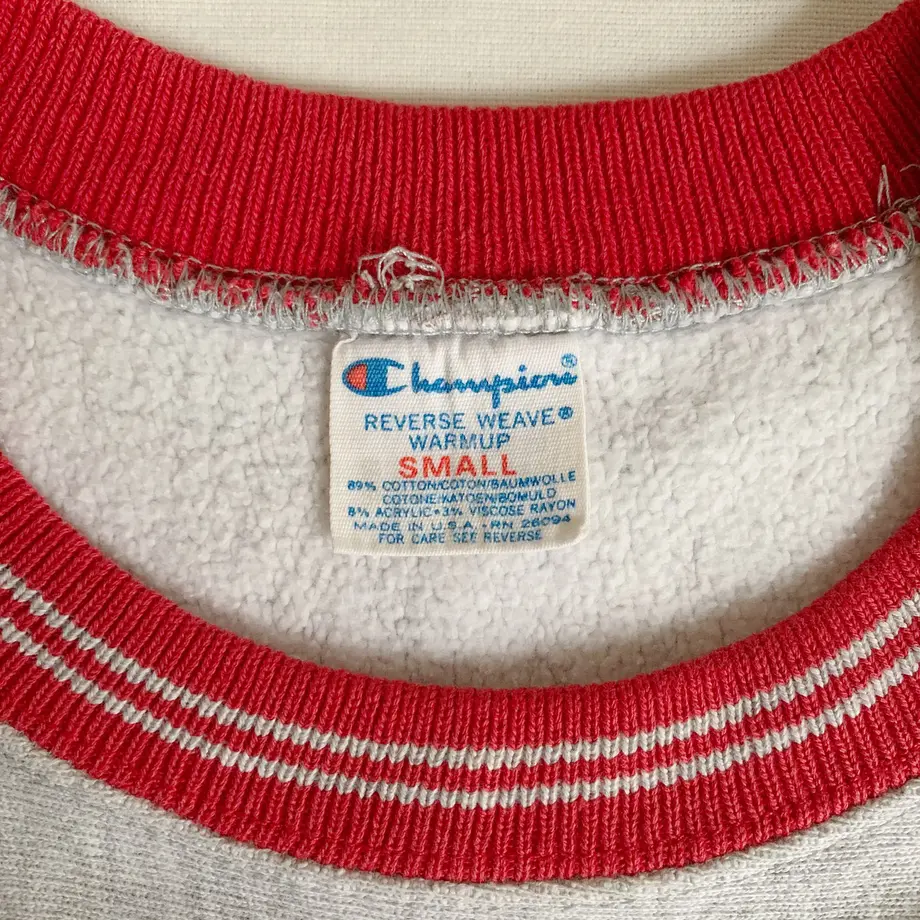 Champion®
REVERSE WEAVE®
WARMUP
SMALL
89% COTTON/COTON/BAUMWOLLE
COTONE/KATOEN/BOMULD
8% ACRYLIC • 3% VISCOSE RAYON
MADE IN U.S.A. - RN 26094
FOR CARE SEE REVERSE